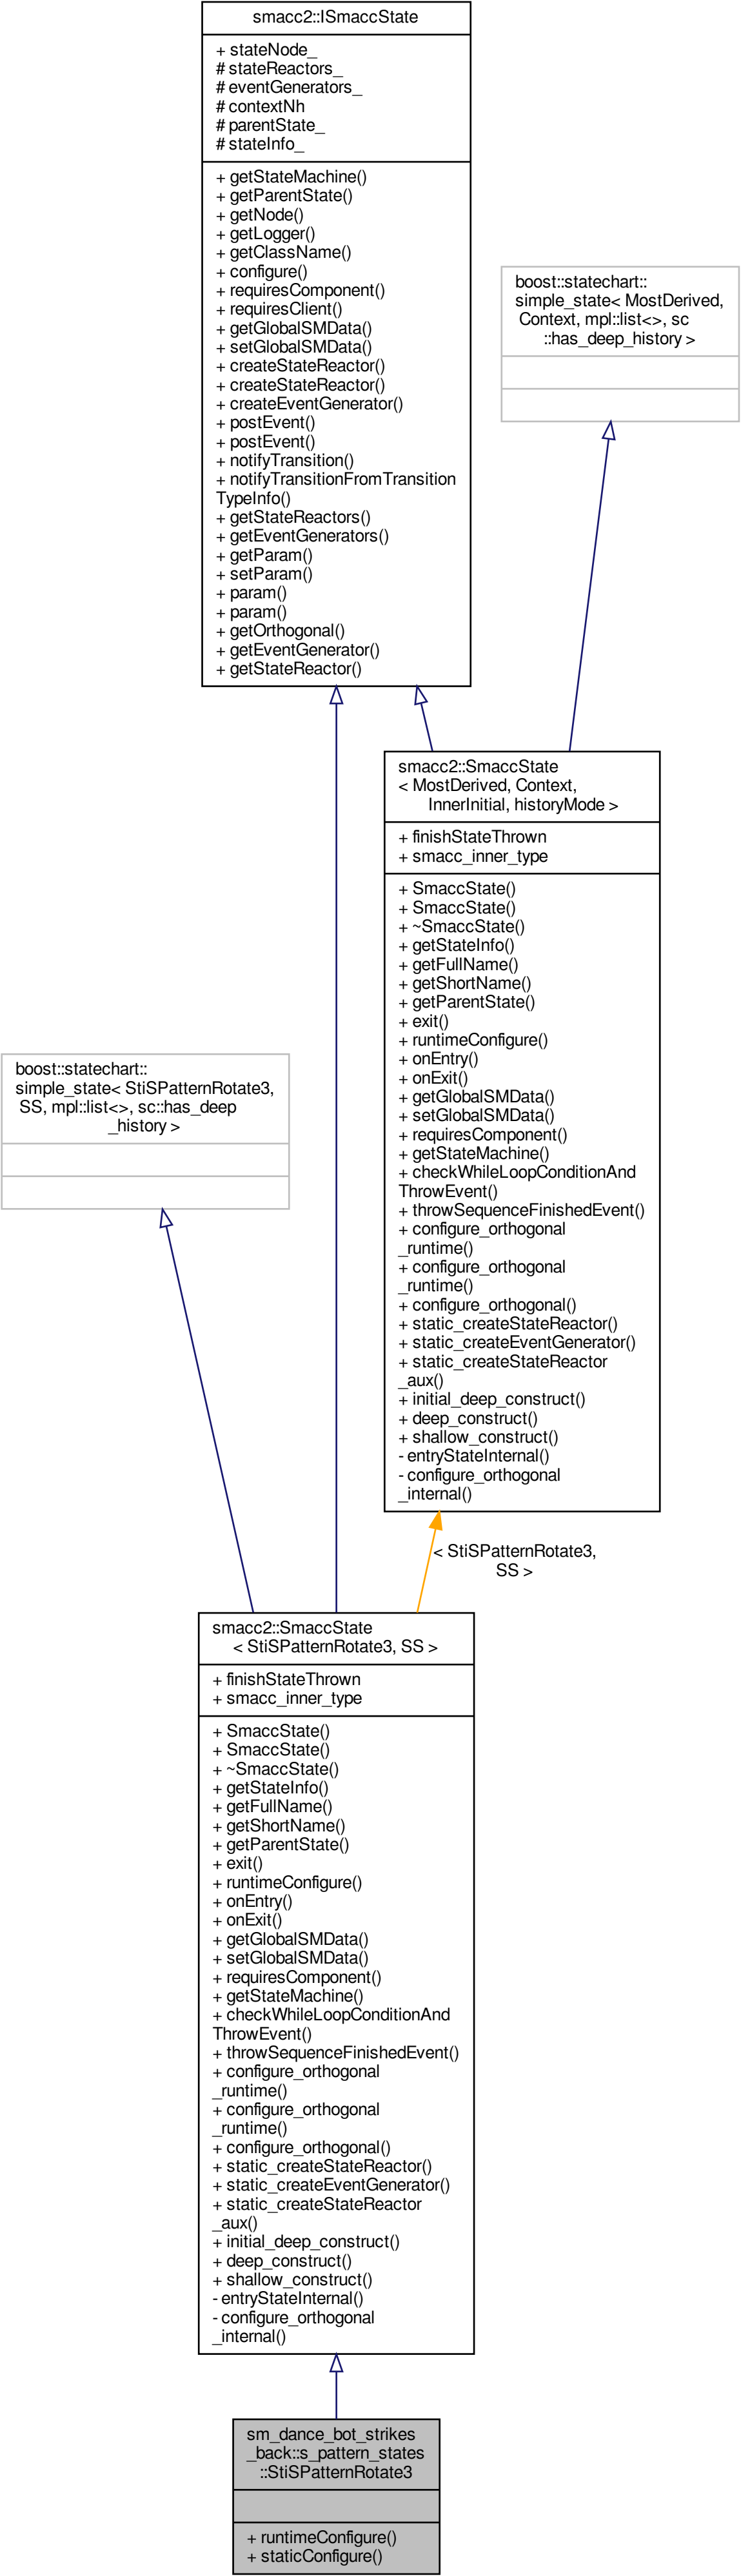 smacc2::ISmaccState
+ stateNode_
# stateReactors_
# eventGenerators_
# contextNh
# parentState_
# stateInfo_
+ getStateMachine()
+ getParentState()
+ getNode()
+ getLogger()
+ getClassName()
+ configure()
+ requiresComponent()
+ requiresClient()
+ getGlobalSMData()
+ setGlobalSMData()
+ createStateReactor()
+ createStateReactor()
+ createEventGenerator()
+ postEvent()
+ postEvent()
+ notifyTransition()
+ notifyTransitionFromTransition
TypeInfo()
+ getStateReactors()
+ getEventGenerators()
+ getParam()
+ setParam()
+ param()
+ param()
+ getOrthogonal()
+ getEventGenerator()
+ getStateReactor()
boost::statechart::
simple_state< MostDerived,
Context, mpl::list<>, sc
::has_deep_history >
smacc2::SmaccState
< MostDerived, Context,
InnerInitial, historyMode >
+ finishStateThrown
+ smacc_inner_type
+ SmaccState()
+ SmaccState()
+ ~SmaccState()
+ getStateInfo()
+ getFullName()
+ getShortName()
+ getParentState()
+ exit()
+ runtimeConfigure()
+ onEntry()
+ onExit()
+ getGlobalSMData()
+ setGlobalSMData()
+ requiresComponent()
+ getStateMachine()
+ checkWhileLoopConditionAnd
ThrowEvent()
+ throwSequenceFinishedEvent()
+ configure_orthogonal
_runtime()
+ configure_orthogonal
_runtime()
+ configure_orthogonal()
+ static_createStateReactor()
+ static_createEventGenerator()
+ static_createStateReactor
_aux()
+ initial_deep_construct()
+ deep_construct()
+ shallow_construct()
- entryStateInternal()
- configure_orthogonal
_internal()
boost::statechart::
simple_state< StiSPatternRotate3,
SS, mpl::list<>, sc::has_deep
_history >
< StiSPatternRotate3,
SS >
smacc2::SmaccState
< StiSPatternRotate3, SS >
+ finishStateThrown
+ smacc_inner_type
+ SmaccState()
+ SmaccState()
+ ~SmaccState()
+ getStateInfo()
+ getFullName()
+ getShortName()
+ getParentState()
+ exit()
+ runtimeConfigure()
+ onEntry()
+ onExit()
+ getGlobalSMData()
+ setGlobalSMData()
+ requiresComponent()
+ getStateMachine()
+ checkWhileLoopConditionAnd
ThrowEvent()
+ throwSequenceFinishedEvent()
+ configure_orthogonal
_runtime()
+ configure_orthogonal
_runtime()
+ configure_orthogonal()
+ static_createStateReactor()
+ static_createEventGenerator()
+ static_createStateReactor
_aux()
+ initial_deep_construct()
+ deep_construct()
+ shallow_construct()
- entryStateInternal()
- configure_orthogonal
_internal()
sm_dance_bot_strikes
_back::s_pattern_states
::StiSPatternRotate3
+ runtimeConfigure()
+ staticConfigure()